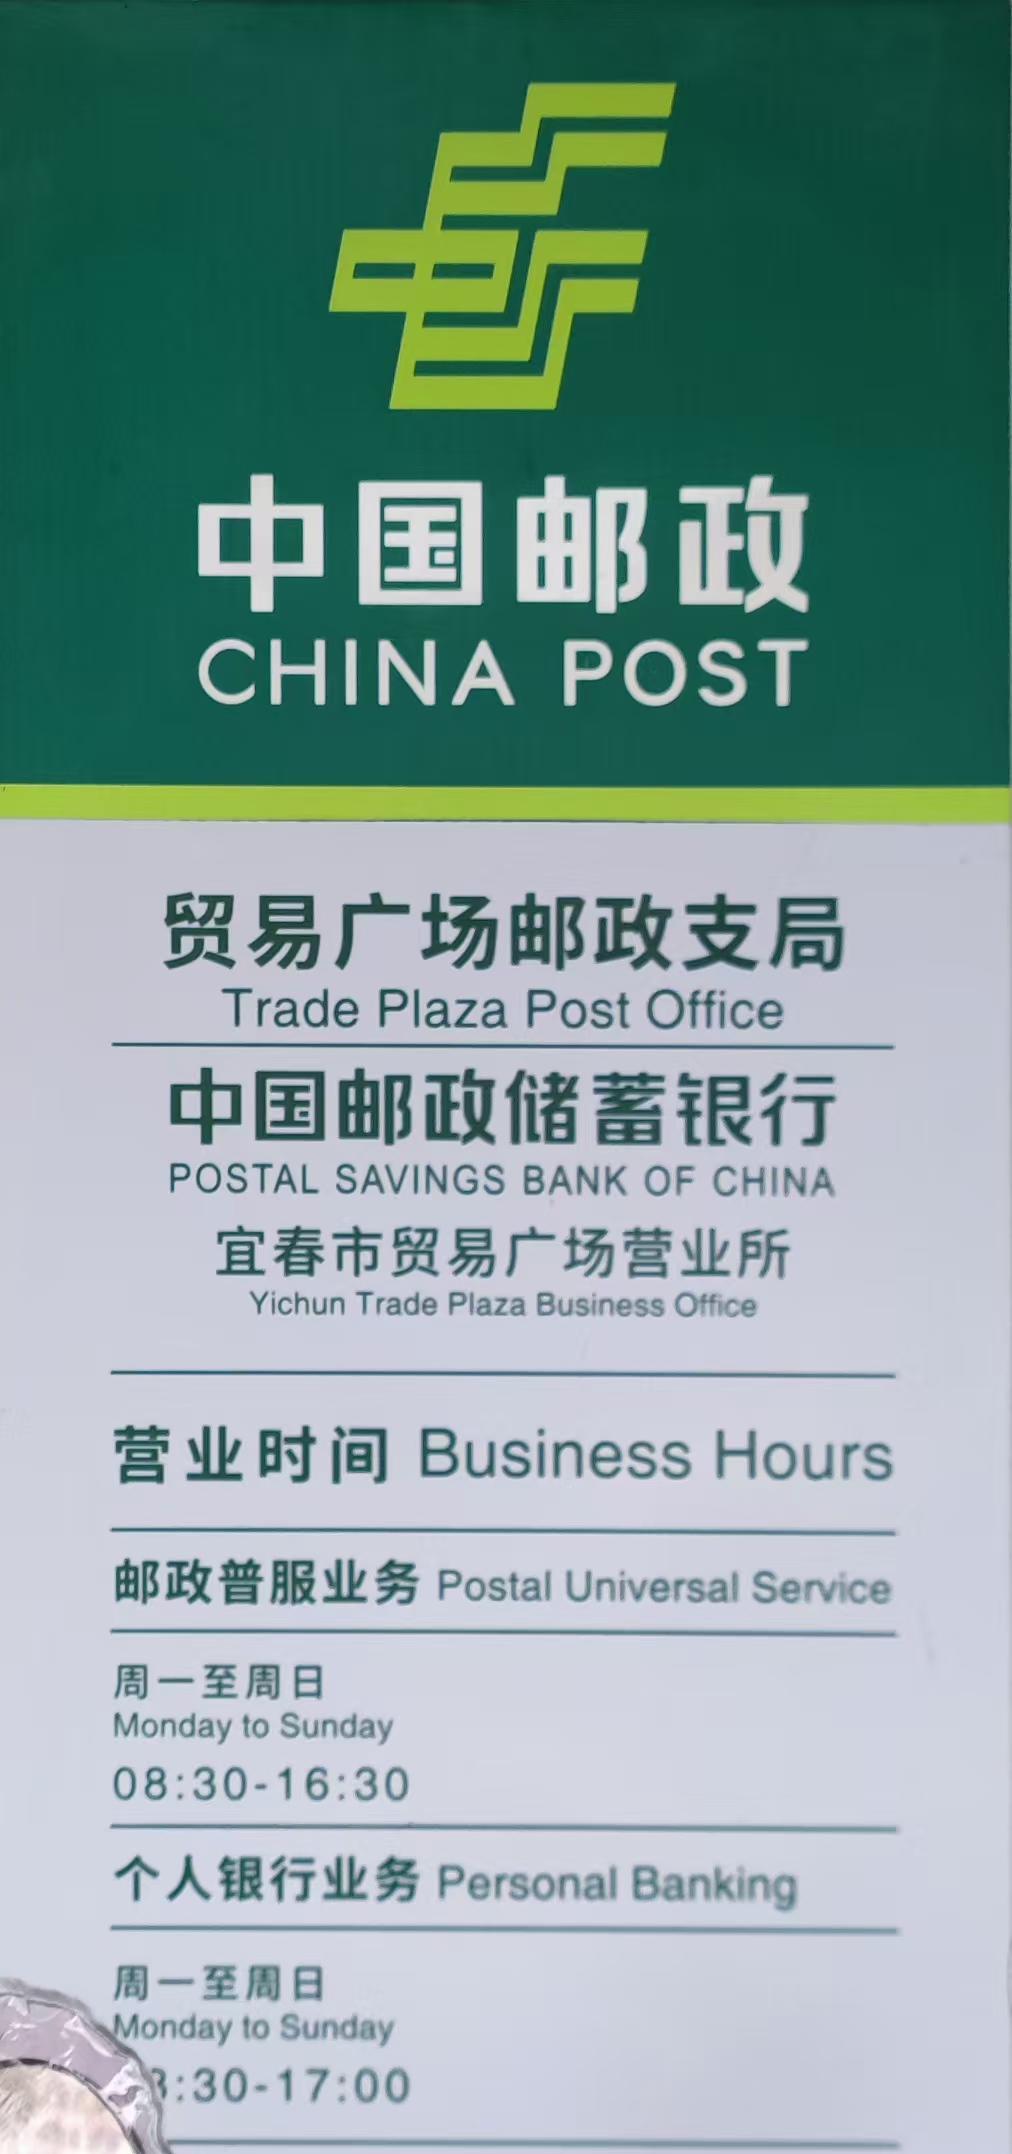 中国邮政
CHINA POST
贸易广场邮政支局
Trade Plaza Post Office
中国邮政储蓄银行
POSTAL SAVINGS BANK OF CHINA
宜春市贸易广场营业所
Yichun Trade Plaza Business Office
营业时间 Business Hours
邮政普服业务 Postal Universal Service
周一至周日
Monday to Sunday
08:30-16:30
个人银行业务 Personal Banking
周一至周日
Monday to Sunday
:30-17:00